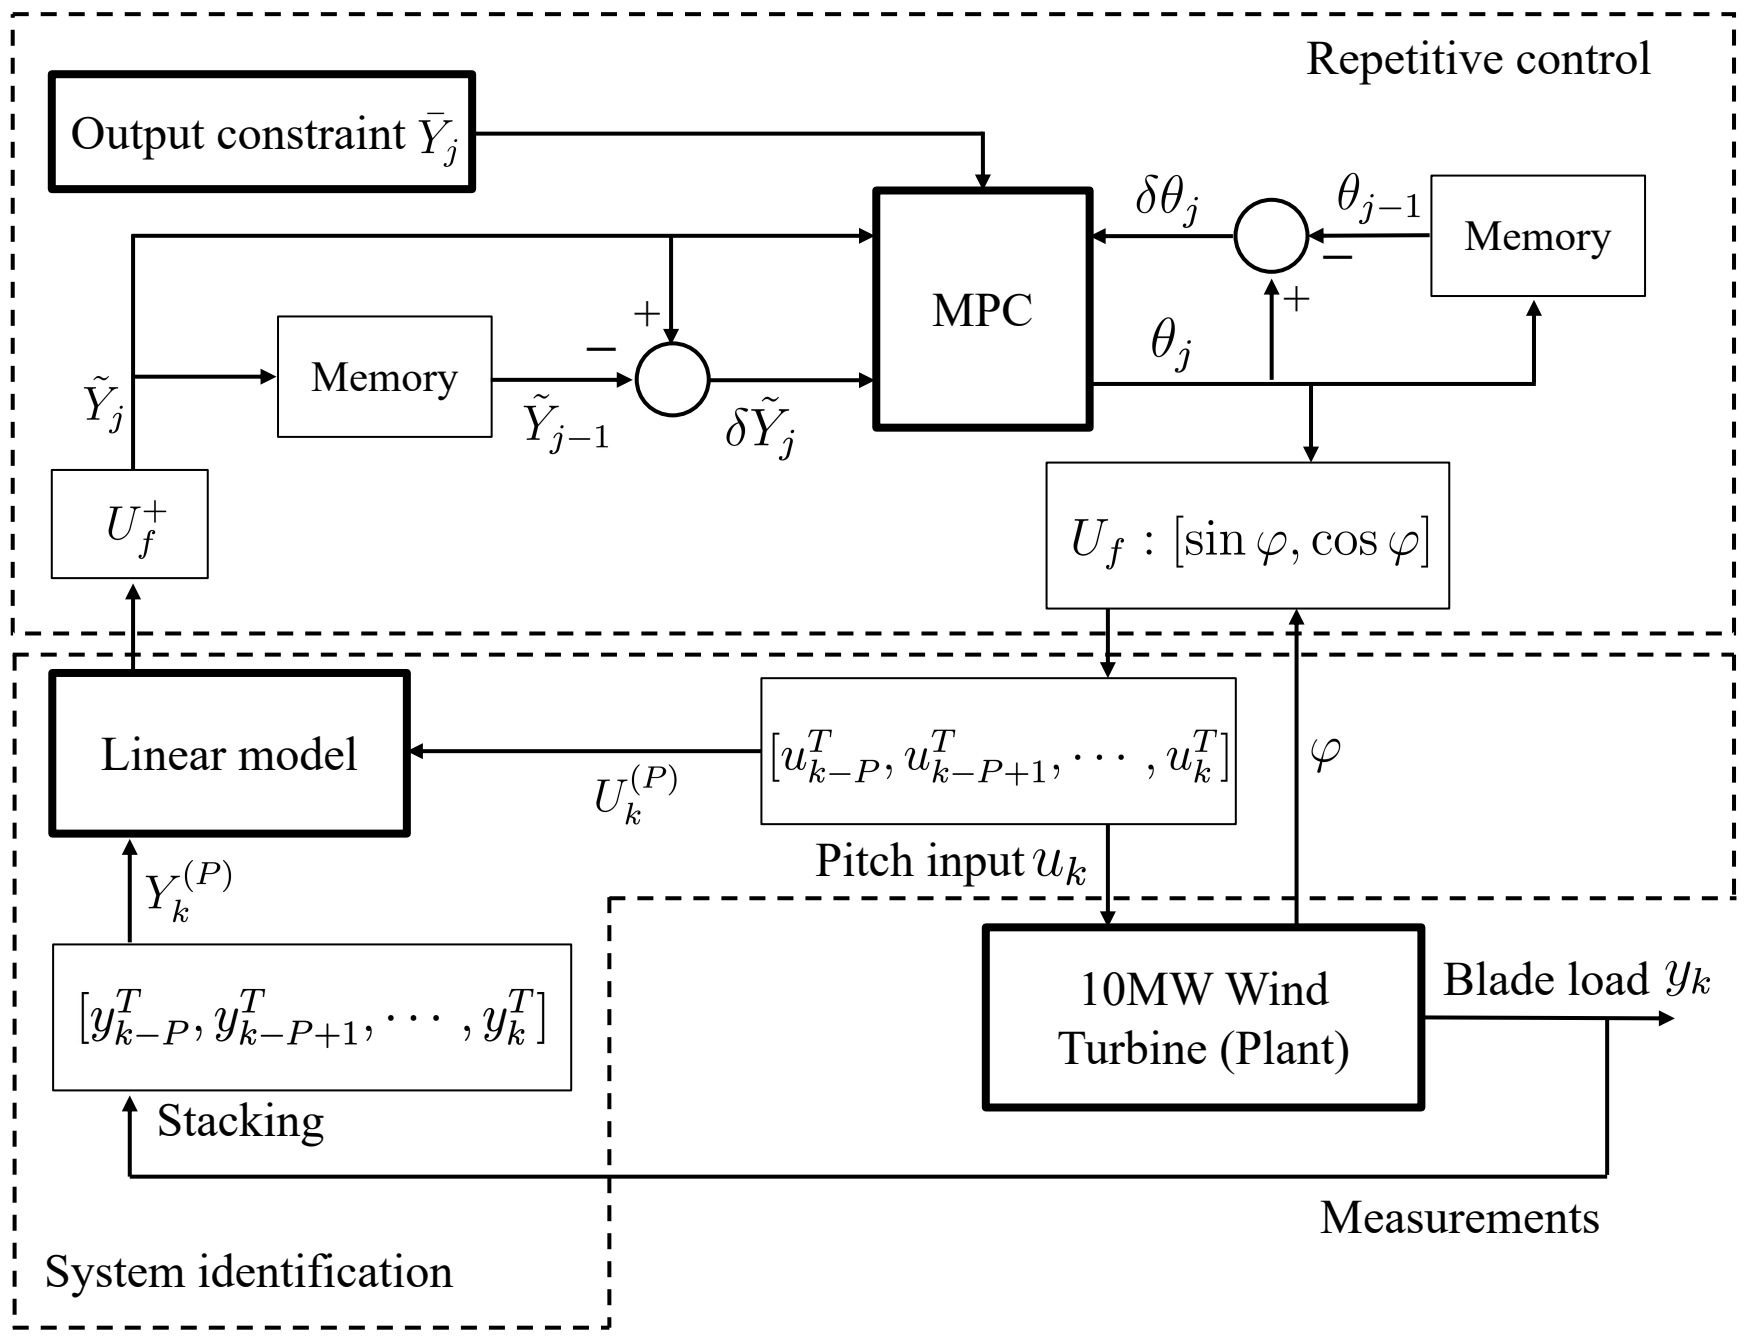 Repetitive control
Output constraint Ȳ_j
δθ_j
θ_{j−1}
Memory
−
+
MPC
θ_j
+
−
Memory
Ỹ_j
Ỹ_{j−1}
δỸ_j
U_f^+
U_f : [sin φ, cos φ]
Linear model
[u_{k−P}^T, u_{k−P+1}^T, ⋯ , u_k^T]
U_k^{(P)}
φ
Pitch input u_k
Y_k^{(P)}
[y_{k−P}^T, y_{k−P+1}^T, ⋯ , y_k^T]
10MW Wind
Turbine (Plant)
Blade load y_k
Stacking
Measurements
System identification